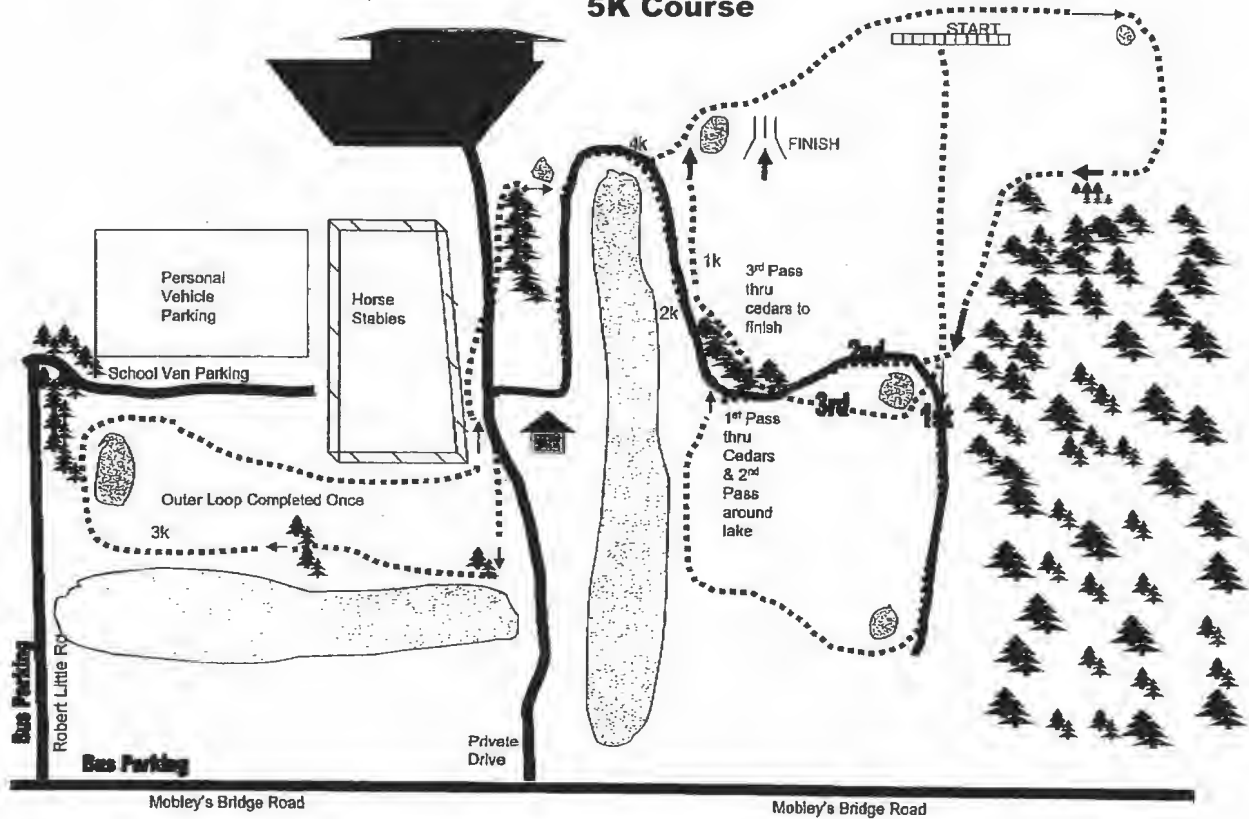 5K Course
START
4k
FINISH
1k
3rd Pass
thru
cedars to
finish
Personal
Vehicle
Parking
Horse
Stables
2k
2nd
School Van Parking
3rd
1st Pass
thru
Cedars
& 2nd
Pass
around
lake
Outer Loop Completed Once
3k
Bus Parking
Robert Little Rd
Private
Drive
Bus Parking
Mobley's Bridge Road
Mobley's Bridge Road